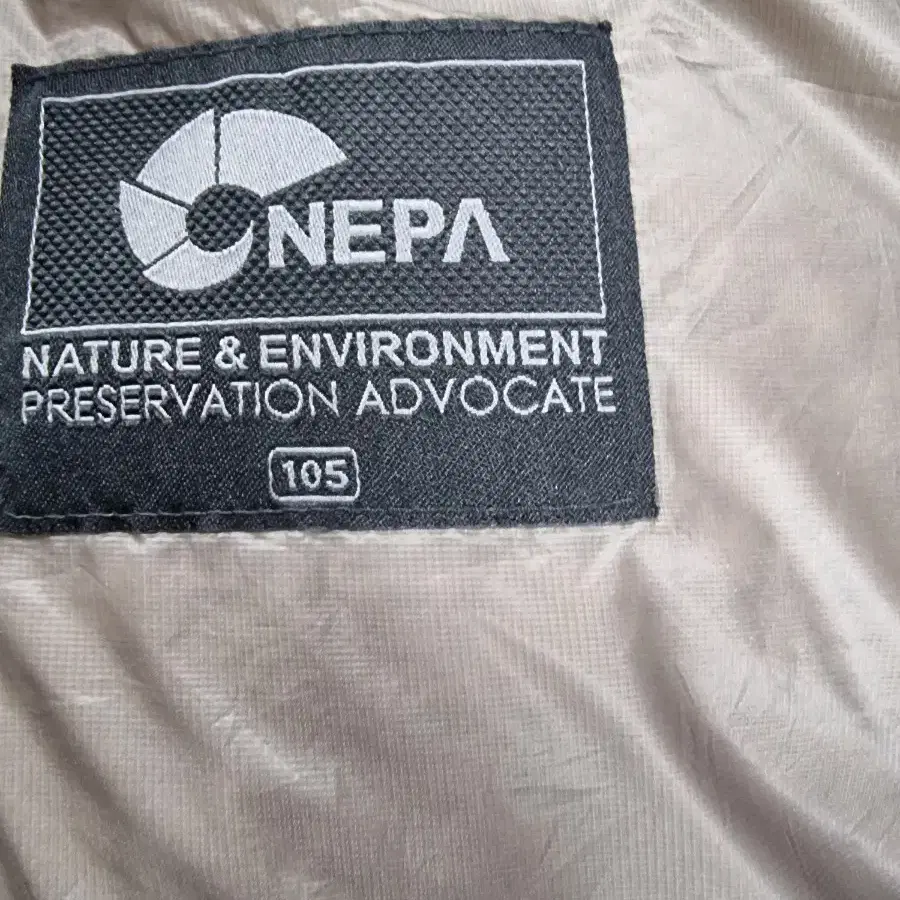 NEPA
NATURE & ENVIRONMENT
PRESERVATION ADVOCATE
105